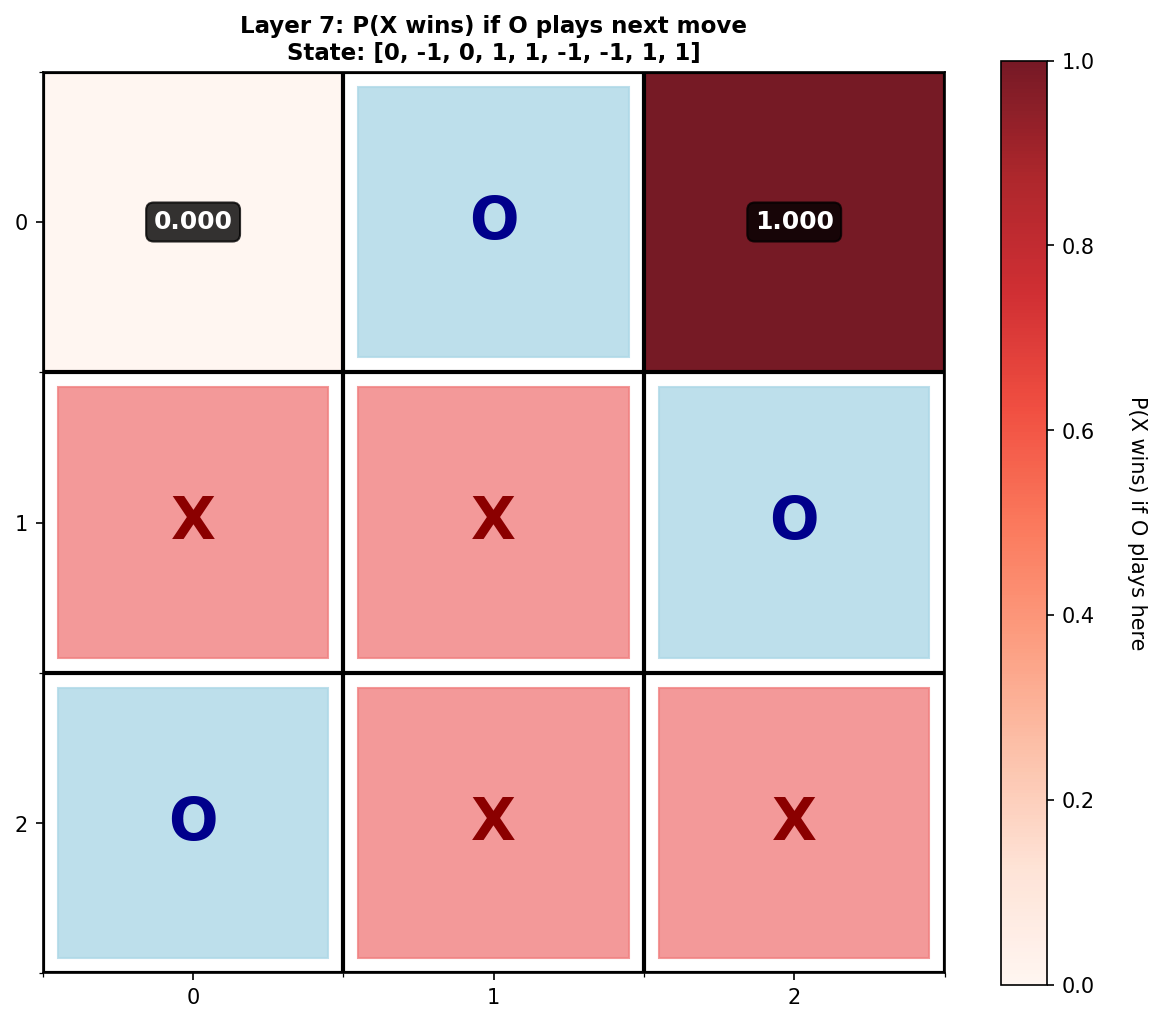 Layer 7: P(X wins) if O plays next move
State: [0, -1, 0, 1, 1, -1, -1, 1, 1]
0.000
O
1.000
X
X
O
O
X
X
0
1
2
0
1
2
1.0
0.8
0.6
0.4
0.2
0.0
P(X wins) if O plays here